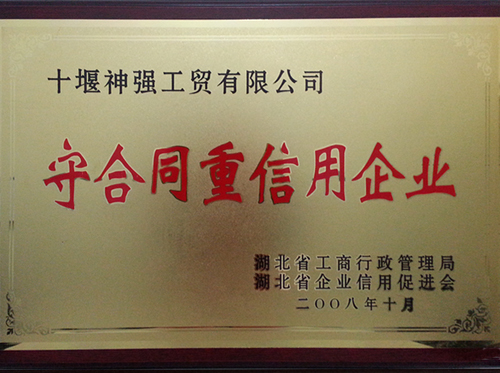 十堰神强工贸有限公司
守合同重信用企业
湖北省工商行政管理局
湖北省企业信用促进会
二〇〇八年十月